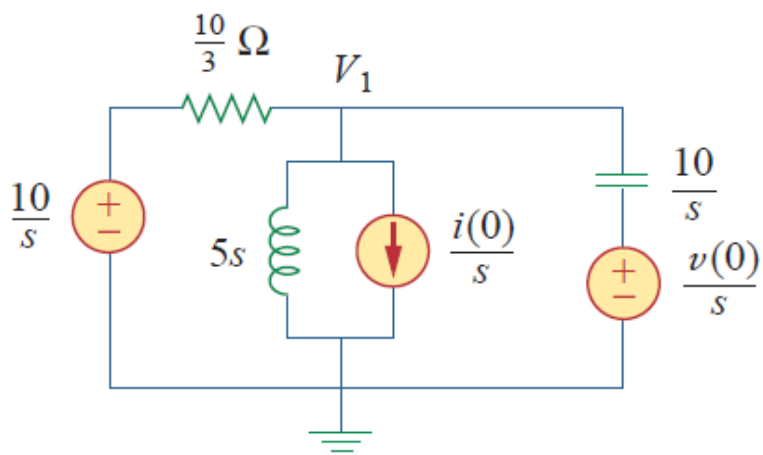 10/3 Ω
V₁
10/s
+
−
5s
i(0)/s
10/s
+
−
v(0)/s